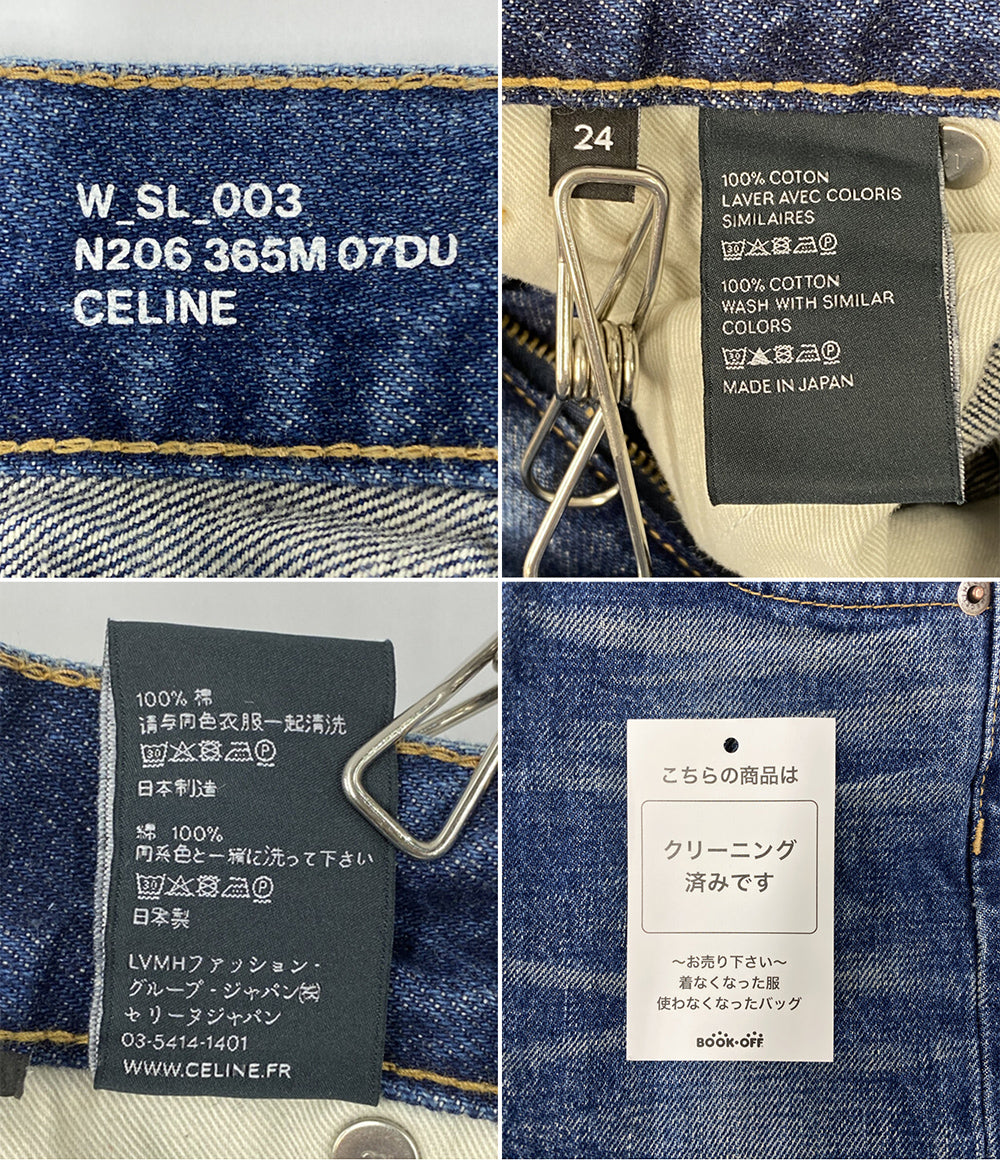 W_SL_003
N206 365M 07DU
CELINE
24
100% COTON
LAVER AVEC COLORIS
SIMILAIRES
30 P
100% COTTON
WASH WITH SIMILAR
COLORS
30 P
MADE IN JAPAN
100% 棉
请与同色衣服一起清洗
30 P
日本制造
綿 100%
同系色と一緒に洗って下さい
30 P
日本製
LVMHファッション・
グループ・ジャパン㈱
セリーヌジャパン
03-5414-1401
WWW.CELINE.FR
こちらの商品は
クリーニング
済みです
〜お売り下さい〜
着なくなった服
使わなくなったバッグ
BOOK・OFF